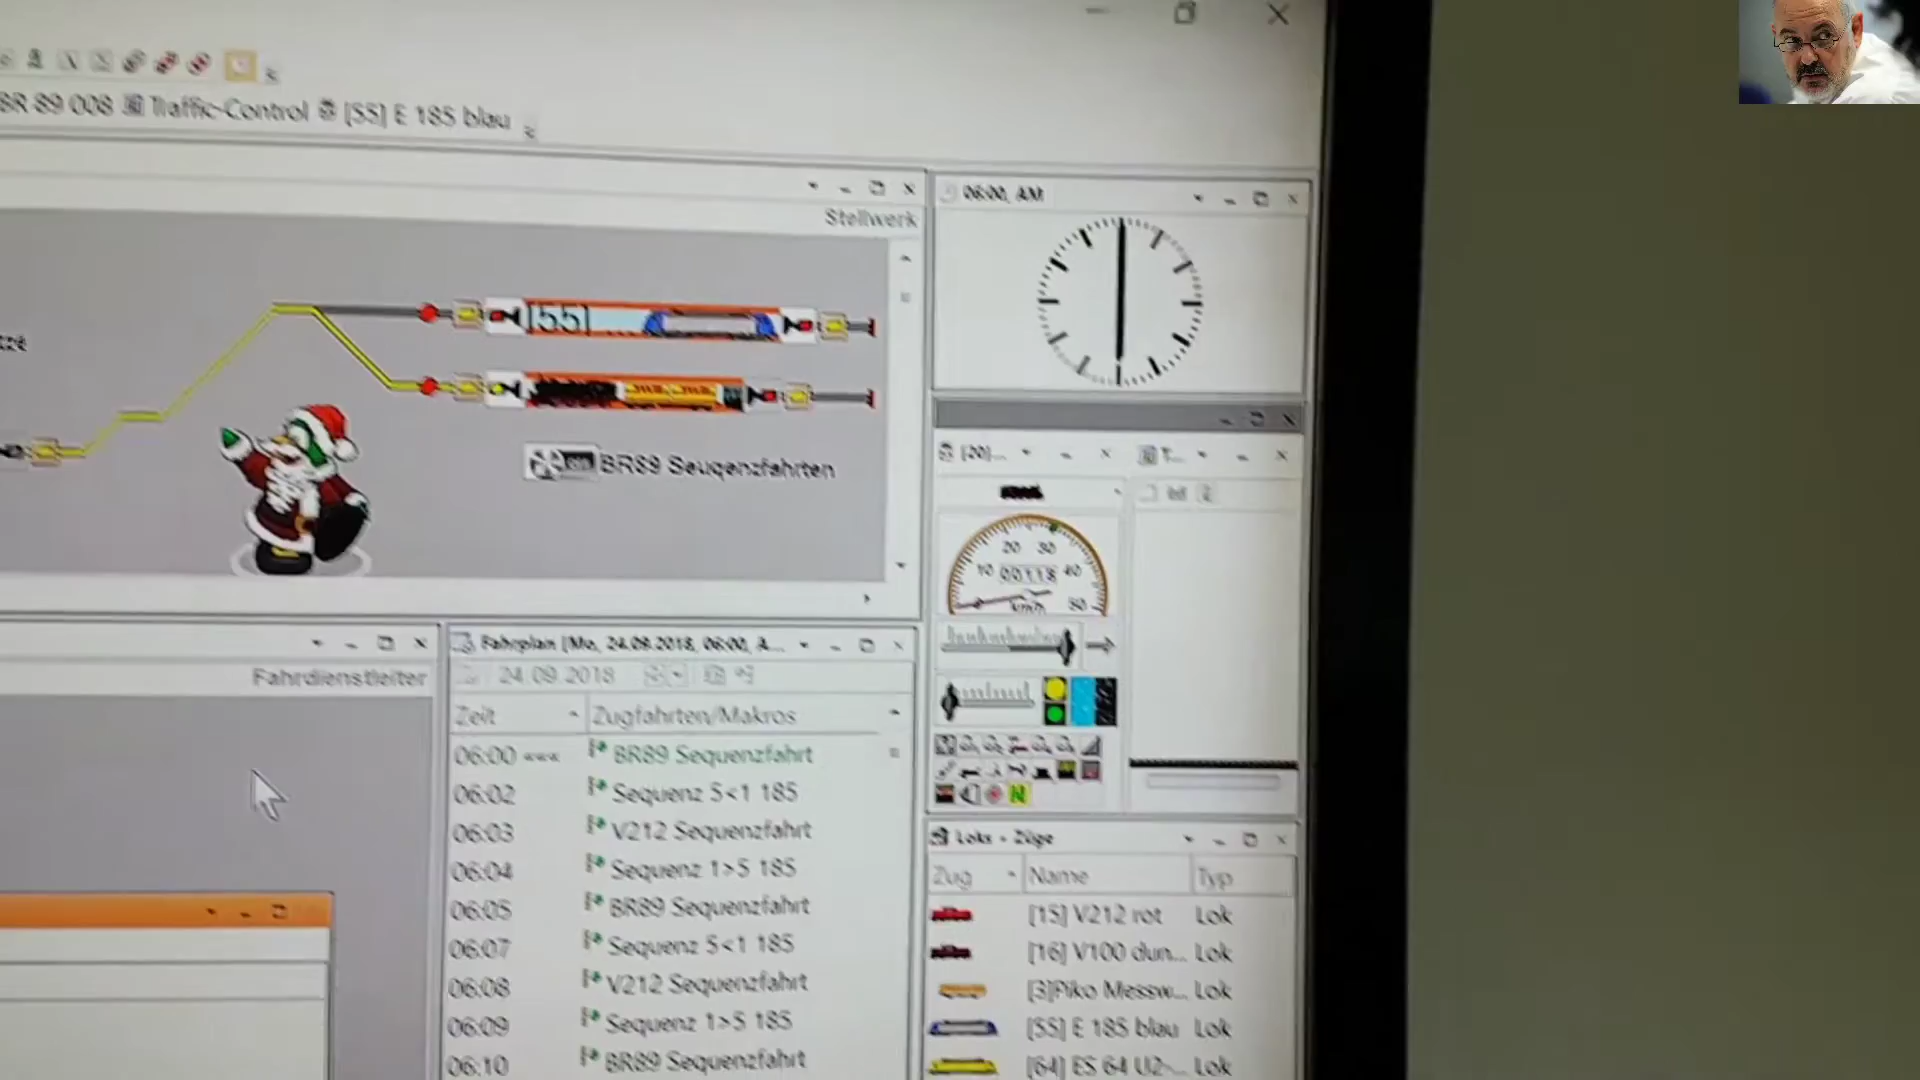 BR 89 008 Traffic-Control [55] E 185 blau
Stellwerk
06:00, AM
[55]
BR89 Seuqenzfahrten
[20]...
T...
10 20 30 40 50
00118
km/h
Fahrdienstleiter
Fahrplan [Mo, 24.09.2018, 06:00, A...
24.09.2018
Zeit Zugfahrten/Makros
06:00 <<< BR89 Sequenzfahrt
06:02 Sequenz 5<1 185
06:03 V212 Sequenzfahrt
06:04 Sequenz 1>5 185
06:05 BR89 Sequenzfahrt
06:07 Sequenz 5<1 185
06:08 V212 Sequenzfahrt
06:09 Sequenz 1>5 185
06:10 BR89 Sequenzfahrt
Loks - Züge
Zug Name Typ
[15] V212 rot Lok
[16] V100 dun... Lok
[3]Piko Messw... Lok
[55] E 185 blau Lok
[64] ES 64 U2-... Lok